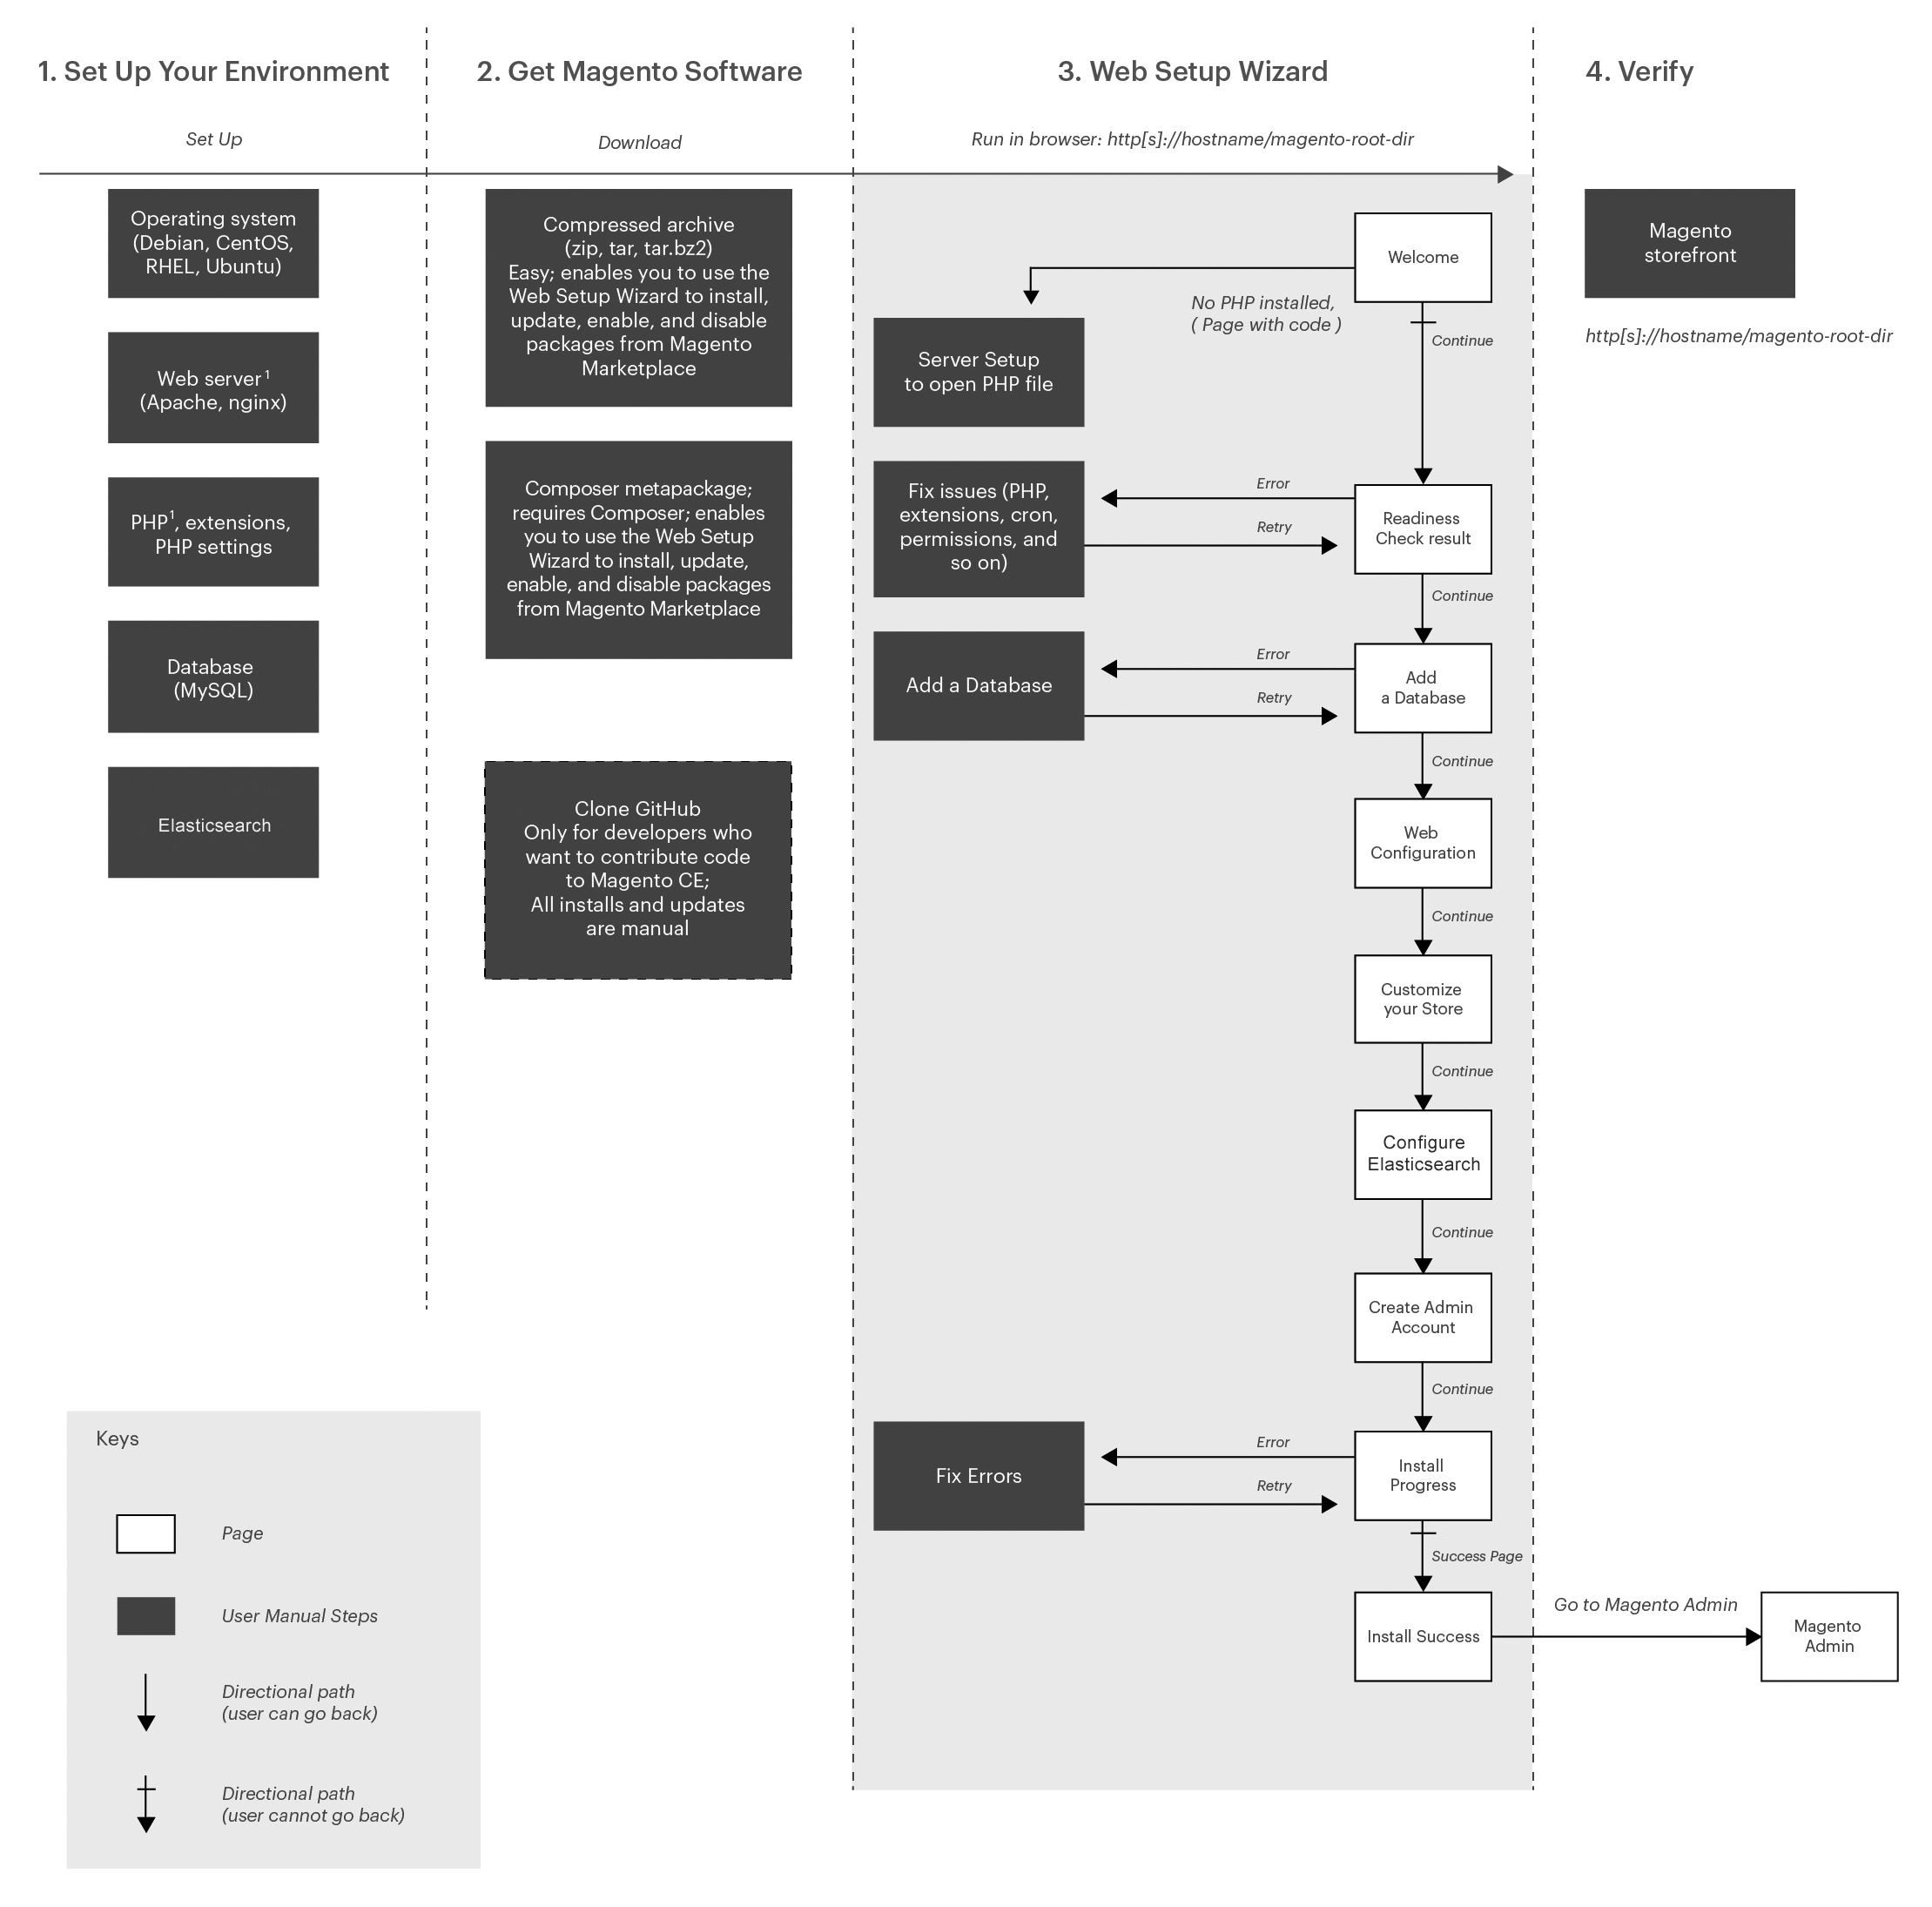 1. Set Up Your Environment
Set Up
Operating system
(Debian, CentOS,
RHEL, Ubuntu)
Web server¹
(Apache, nginx)
PHP¹, extensions,
PHP settings
Database
(MySQL)
Elasticsearch
2. Get Magento Software
Download
Compressed archive
(zip, tar, tar.bz2)
Easy; enables you to use the
Web Setup Wizard to install,
update, enable, and disable
packages from Magento
Marketplace
Composer metapackage;
requires Composer; enables
you to use the Web Setup
Wizard to install, update,
enable, and disable packages
from Magento Marketplace
Clone GitHub
Only for developers who
want to contribute code
to Magento CE;
All installs and updates
are manual
3. Web Setup Wizard
Run in browser: http[s]://hostname/magento-root-dir
Welcome
No PHP installed,
( Page with code )
Continue
Server Setup
to open PHP file
Fix issues (PHP,
extensions, cron,
permissions, and
so on)
Error
Retry
Readiness
Check result
Continue
Add a Database
Error
Retry
Add
a Database
Continue
Web
Configuration
Continue
Customize
your Store
Continue
Configure
Elasticsearch
Continue
Create Admin
Account
Continue
Fix Errors
Error
Retry
Install
Progress
Success Page
Install Success
4. Verify
Magento
storefront
http[s]://hostname/magento-root-dir
Go to Magento Admin
Magento
Admin
Keys
Page
User Manual Steps
Directional path
(user can go back)
Directional path
(user cannot go back)